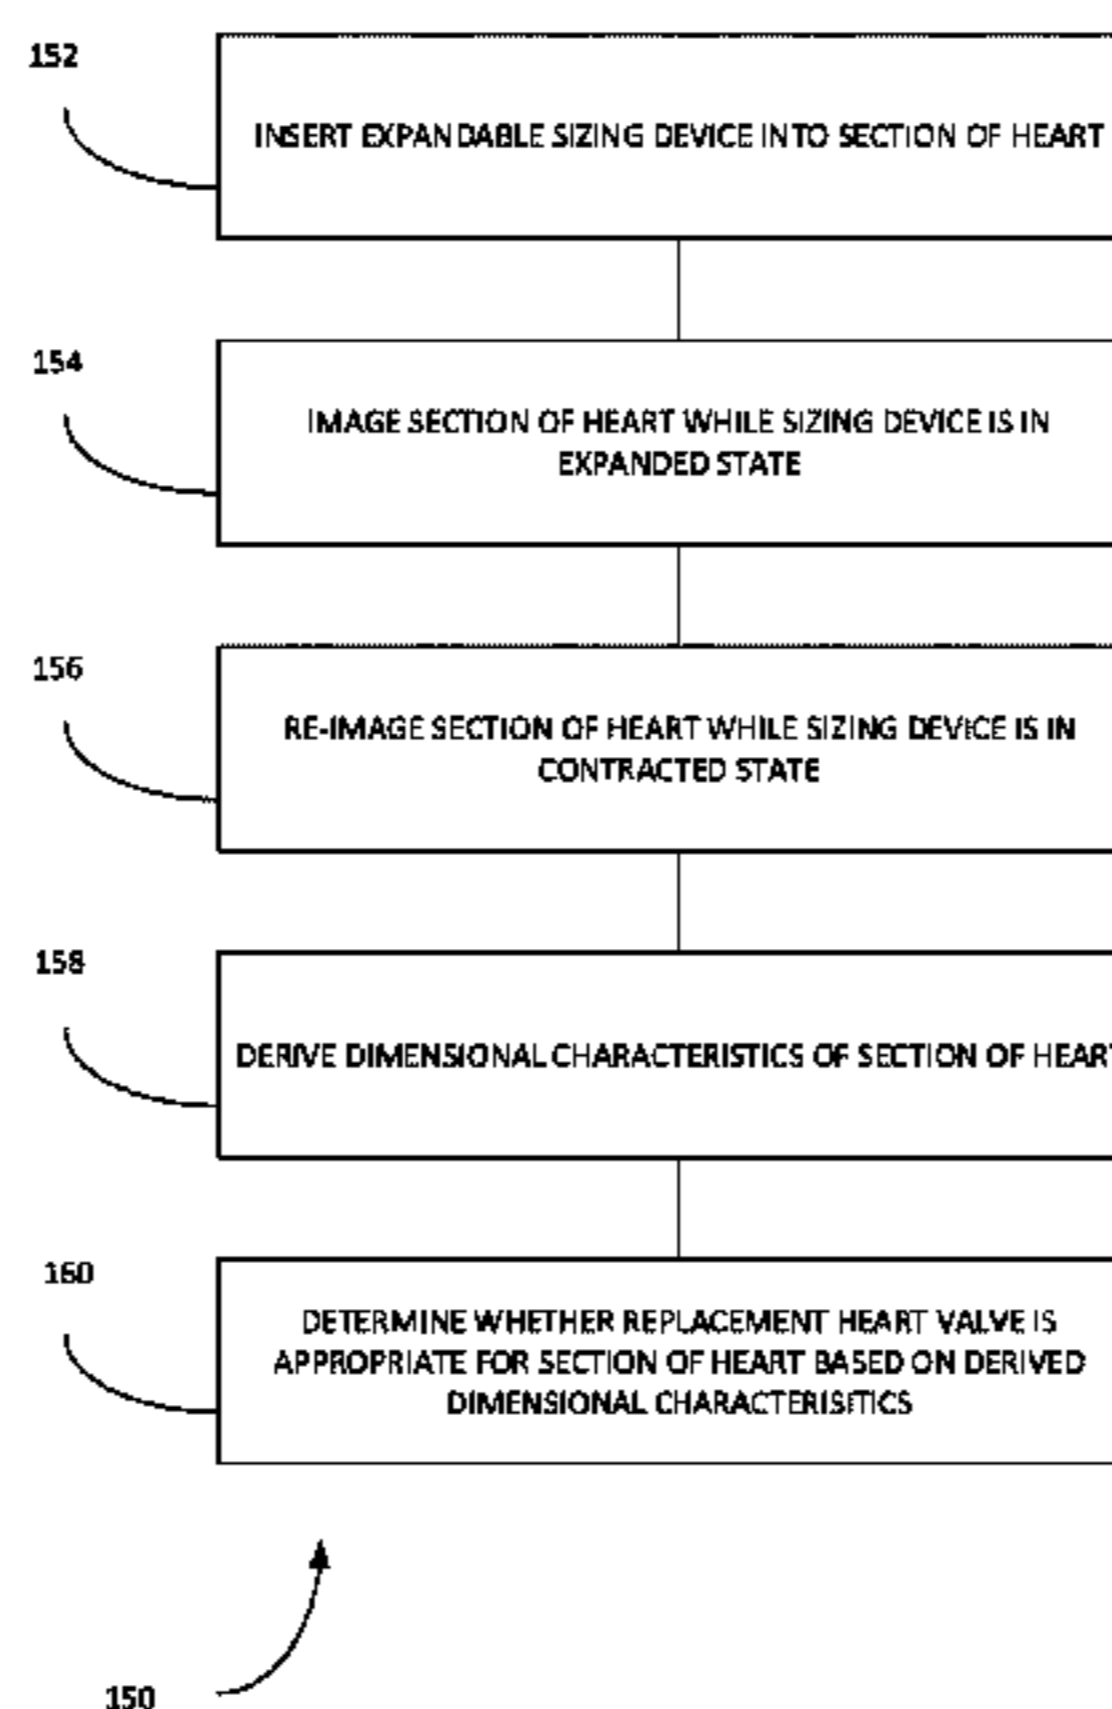 152
INSERT EXPANDABLE SIZING DEVICE INTO SECTION OF HEART
154
IMAGE SECTION OF HEART WHILE SIZING DEVICE IS IN
EXPANDED STATE
156
RE-IMAGE SECTION OF HEART WHILE SIZING DEVICE IS IN
CONTRACTED STATE
158
DERIVE DIMENSIONAL CHARACTERISTICS OF SECTION OF HEART
160
DETERMINE WHETHER REPLACEMENT HEART VALVE IS
APPROPRIATE FOR SECTION OF HEART BASED ON DERIVED
DIMENSIONAL CHARACTERISITICS
150